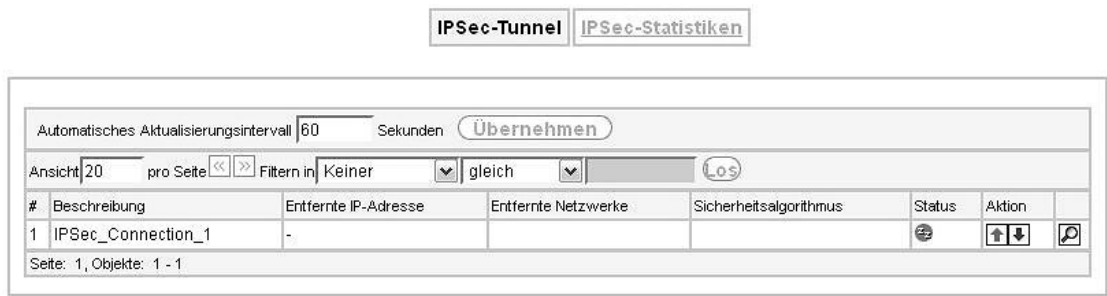 IPSec-Tunnel IPSec-Statistiken
Automatisches Aktualisierungsintervall 60 Sekunden Übernehmen
Ansicht 20 pro Seite << >> Filtern in Keiner gleich Los
# Beschreibung Entfernte IP-Adresse Entfernte Netzwerke Sicherheitsalgorithmus Status Aktion
1 IPSec_Connection_1 -
Seite: 1, Objekte: 1 - 1